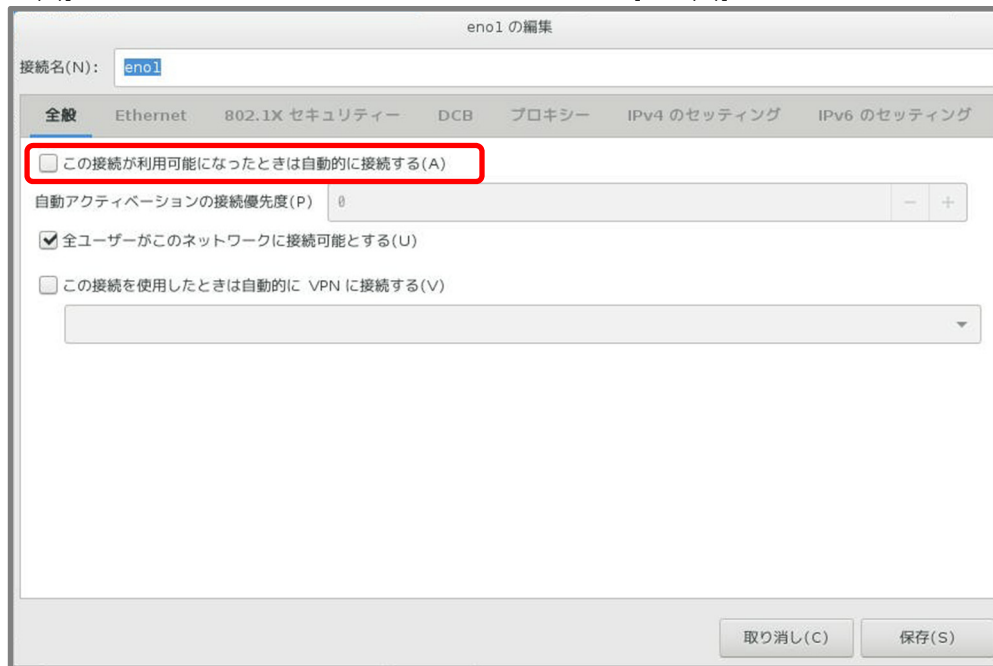 eno1 の編集
接続名(N): eno1
全般 Ethernet 802.1X セキュリティー DCB プロキシー IPv4 のセッティング IPv6 のセッティング
この接続が利用可能になったときは自動的に接続する(A)
自動アクティベーションの接続優先度(P) 0 − +
全ユーザーがこのネットワークに接続可能とする(U)
この接続を使用したときは自動的に VPN に接続する(V)
取り消し(C) 保存(S)